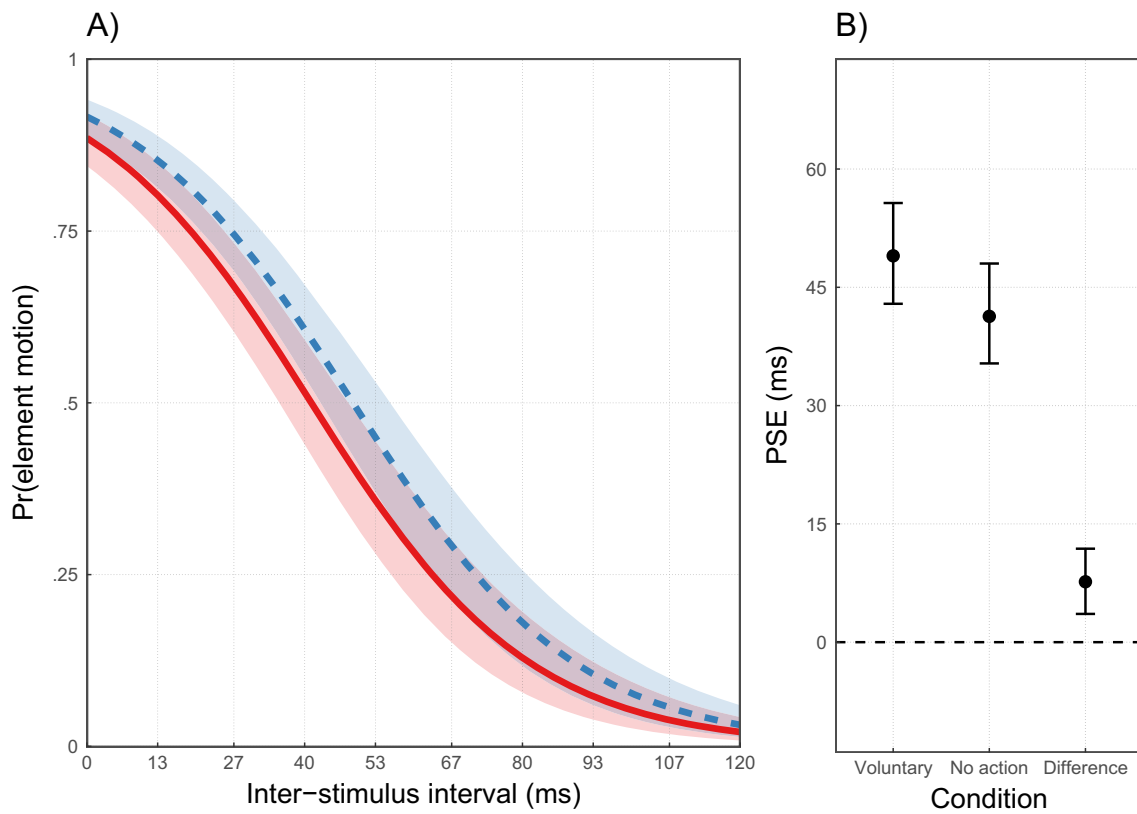 A)
Pr(element motion)
1
.75
.5
.25
0
0 13 27 40 53 67 80 93 107 120
Inter−stimulus interval (ms)
B)
PSE (ms)
60
45
30
15
0
Voluntary No action Difference
Condition